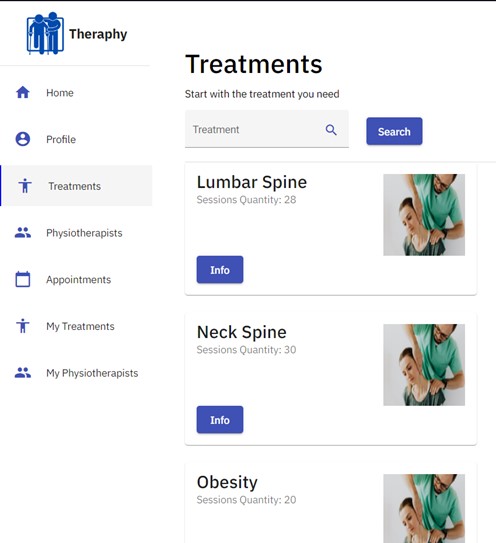 Theraphy
Home
Profile
Treatments
Physiotherapists
Appointments
My Treatments
My Physiotherapists
Treatments
Start with the treatment you need
Treatment
Search
Lumbar Spine
Sessions Quantity: 28
Info
Neck Spine
Sessions Quantity: 30
Info
Obesity
Sessions Quantity: 20